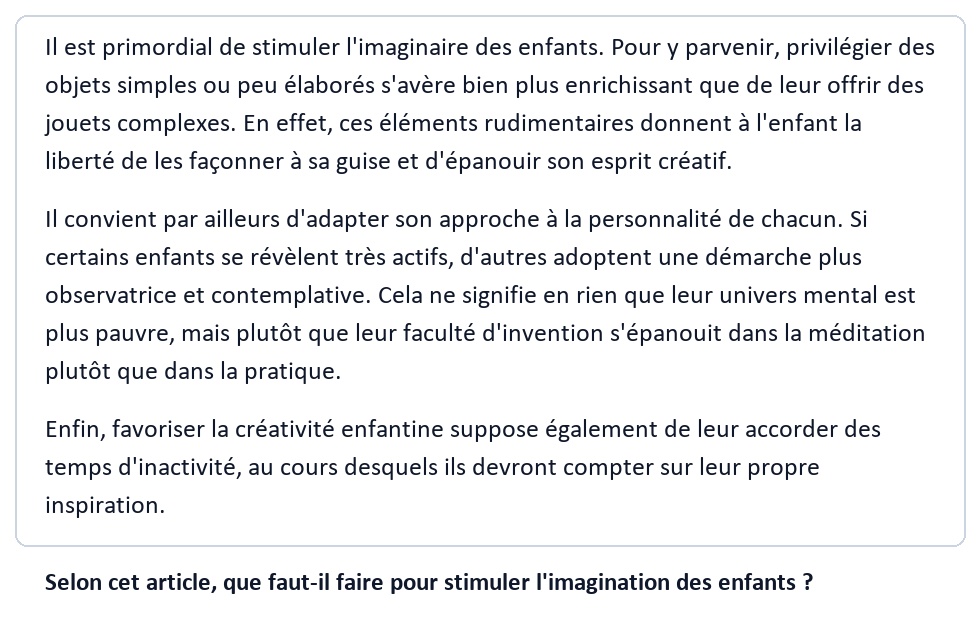 Il est primordial de stimuler l'imaginaire des enfants. Pour y parvenir, privilégier des
objets simples ou peu élaborés s'avère bien plus enrichissant que de leur offrir des
jouets complexes. En effet, ces éléments rudimentaires donnent à l'enfant la
liberté de les façonner à sa guise et d'épanouir son esprit créatif.
Il convient par ailleurs d'adapter son approche à la personnalité de chacun. Si
certains enfants se révèlent très actifs, d'autres adoptent une démarche plus
observatrice et contemplative. Cela ne signifie en rien que leur univers mental est
plus pauvre, mais plutôt que leur faculté d'invention s'épanouit dans la méditation
plutôt que dans la pratique.
Enfin, favoriser la créativité enfantine suppose également de leur accorder des
temps d'inactivité, au cours desquels ils devront compter sur leur propre
inspiration.
Selon cet article, que faut-il faire pour stimuler l'imagination des enfants ?